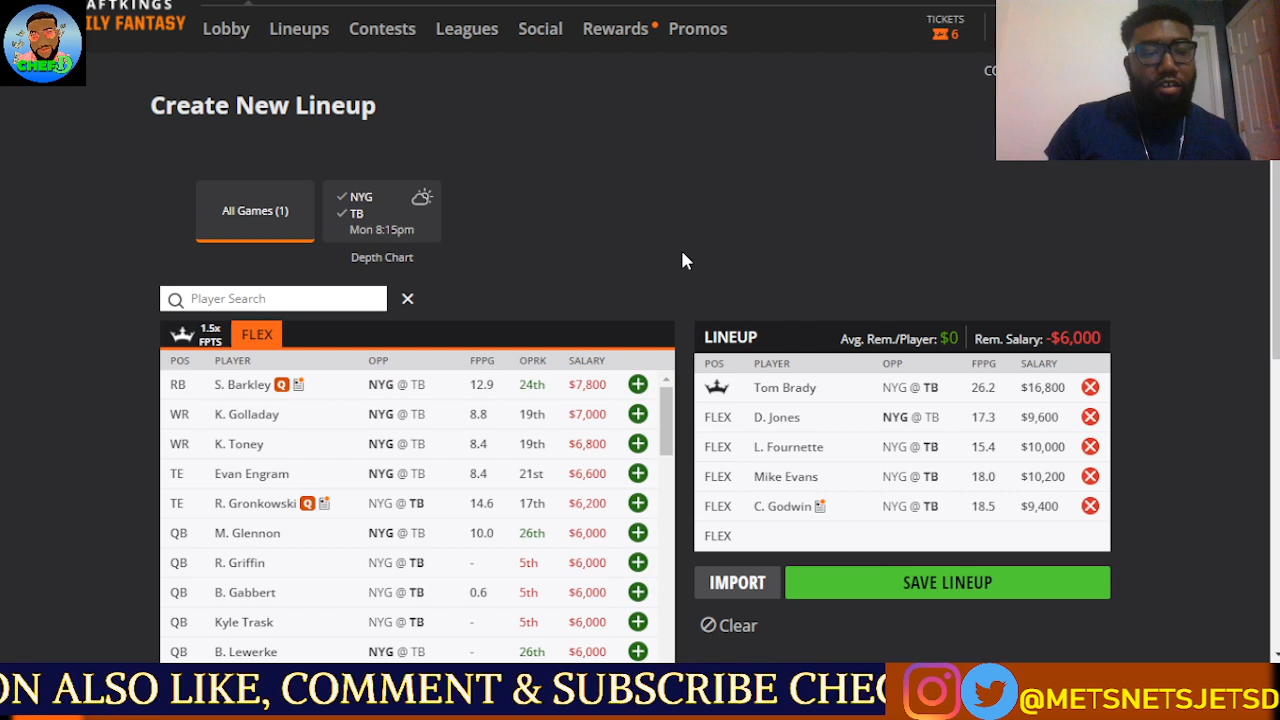 AFTKINGS
ILY FANTASY
Lobby Lineups Contests Leagues Social Rewards Promos
TICKETS
6
CHEF D
CO
Create New Lineup
All Games (1)
NYG
TB
Mon 8:15pm
Depth Chart
Player Search
1.5x
FPTS
FLEX
POS PLAYER OPP FPPG OPRK SALARY
RB S. Barkley Q NYG @ TB 12.9 24th $7,800
WR K. Golladay NYG @ TB 8.8 19th $7,000
WR K. Toney NYG @ TB 8.4 19th $6,800
TE Evan Engram NYG @ TB 8.4 21st $6,600
TE R. Gronkowski Q NYG @ TB 14.6 17th $6,200
QB M. Glennon NYG @ TB 10.0 26th $6,000
QB R. Griffin NYG @ TB - 5th $6,000
QB B. Gabbert NYG @ TB 0.6 5th $6,000
QB Kyle Trask NYG @ TB - 5th $6,000
QB B. Lewerke NYG @ TB - 26th $6,000
LINEUP Avg. Rem./Player: $0 Rem. Salary: -$6,000
POS PLAYER OPP FPPG SALARY
Tom Brady NYG @ TB 26.2 $16,800
FLEX D. Jones NYG @ TB 17.3 $9,600
FLEX L. Fournette NYG @ TB 15.4 $10,000
FLEX Mike Evans NYG @ TB 18.0 $10,200
FLEX C. Godwin NYG @ TB 18.5 $9,400
FLEX
IMPORT SAVE LINEUP
Clear
ON ALSO LIKE, COMMENT & SUBSCRIBE CHEC
@METSNETSJETSD